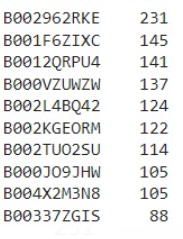 B002962RKE 231
B001F6ZIXC 145
B0012QRPU4 141
B000VZUWZW 137
B002L4BQ42 124
B002KGEORM 122
B002TUO2SU 114
B000JO9JHW 105
B004X2M3N8 105
B00337ZGIS 88